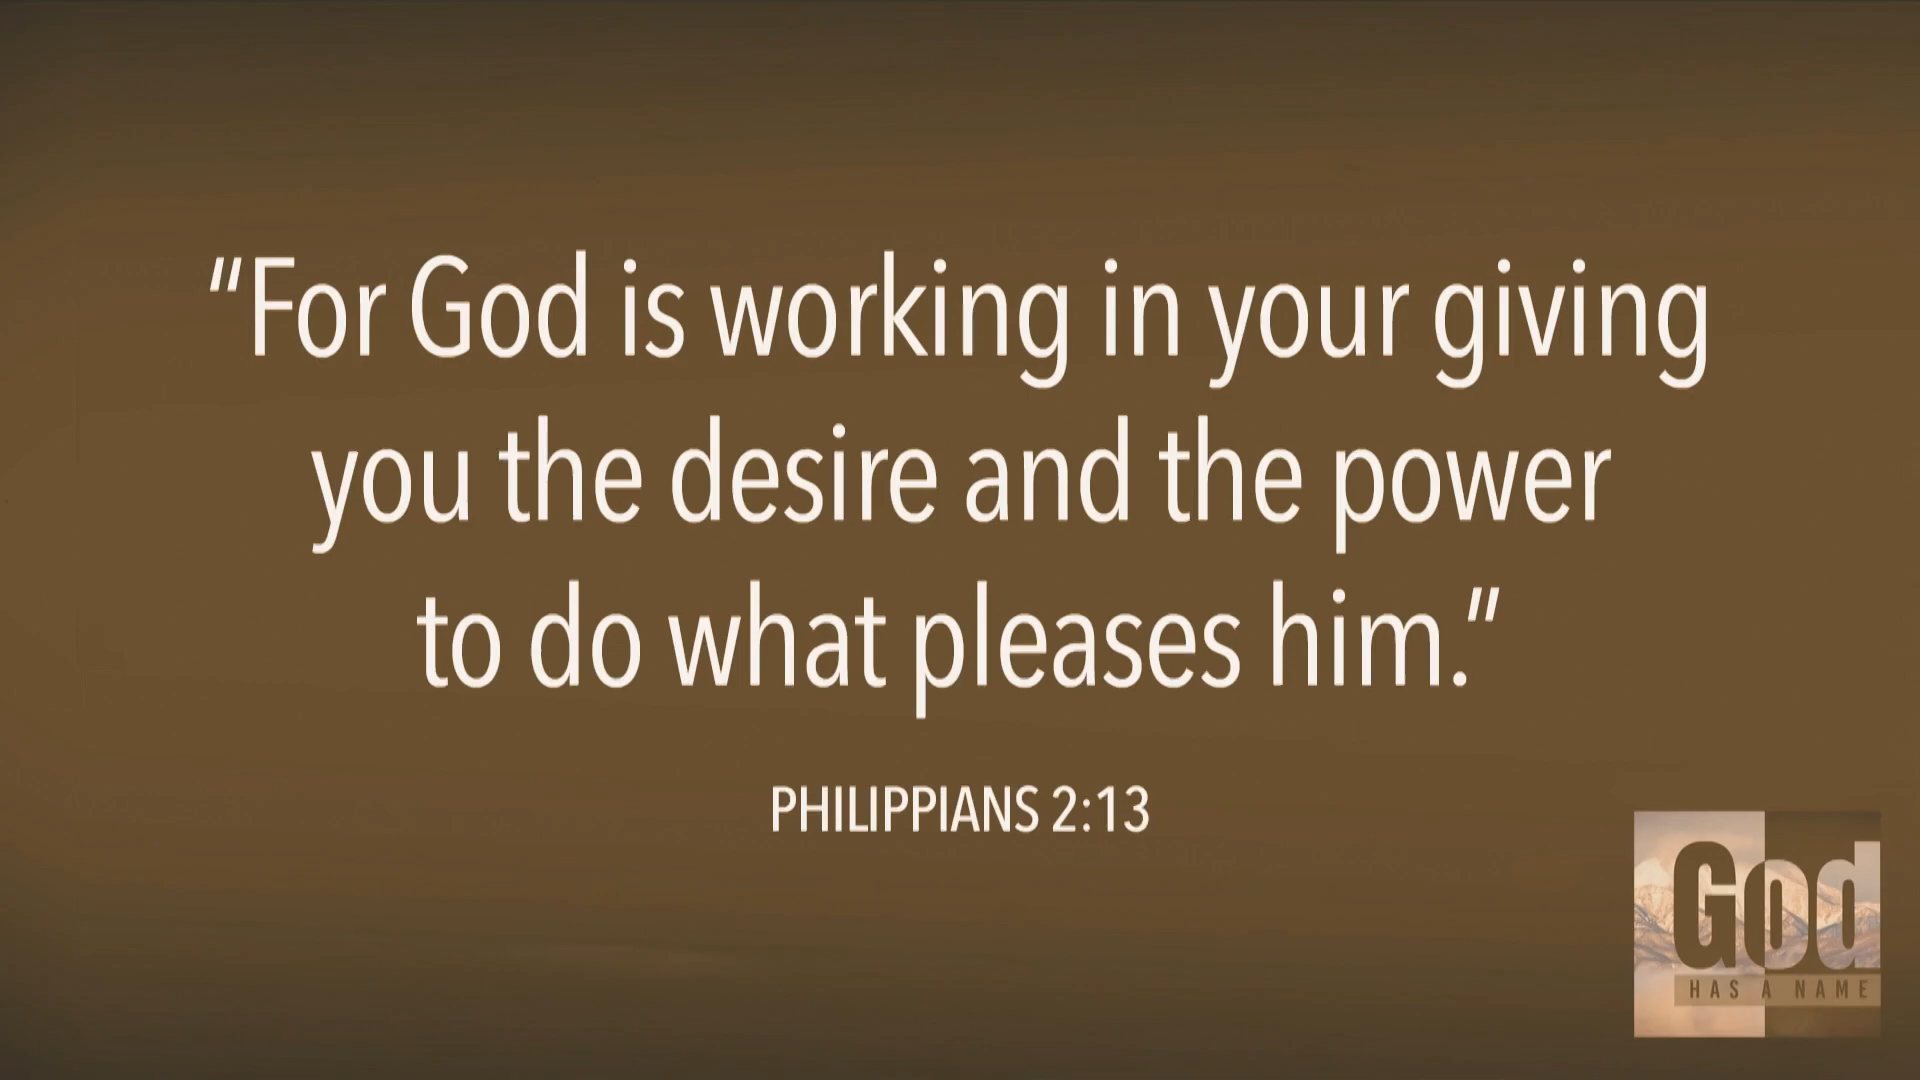 “For God is working in your giving
you the desire and the power
to do what pleases him.”
PHILIPPIANS 2:13
God
HAS A NAME